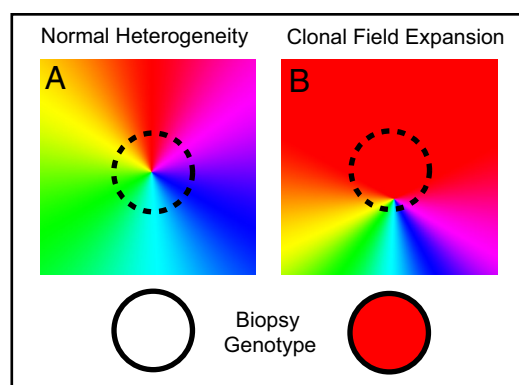 Normal Heterogeneity
Clonal Field Expansion
A
B
Biopsy
Genotype